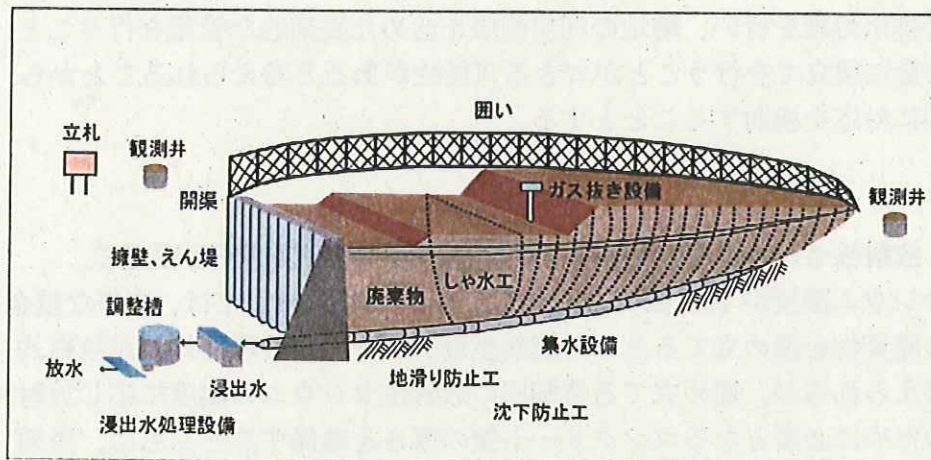 囲い
立札
観測井
開渠
ガス抜き設備
観測井
擁壁、えん堤
しゃ水工
廃棄物
調整槽
集水設備
放水
浸出水
地滑り防止工
沈下防止工
浸出水処理設備